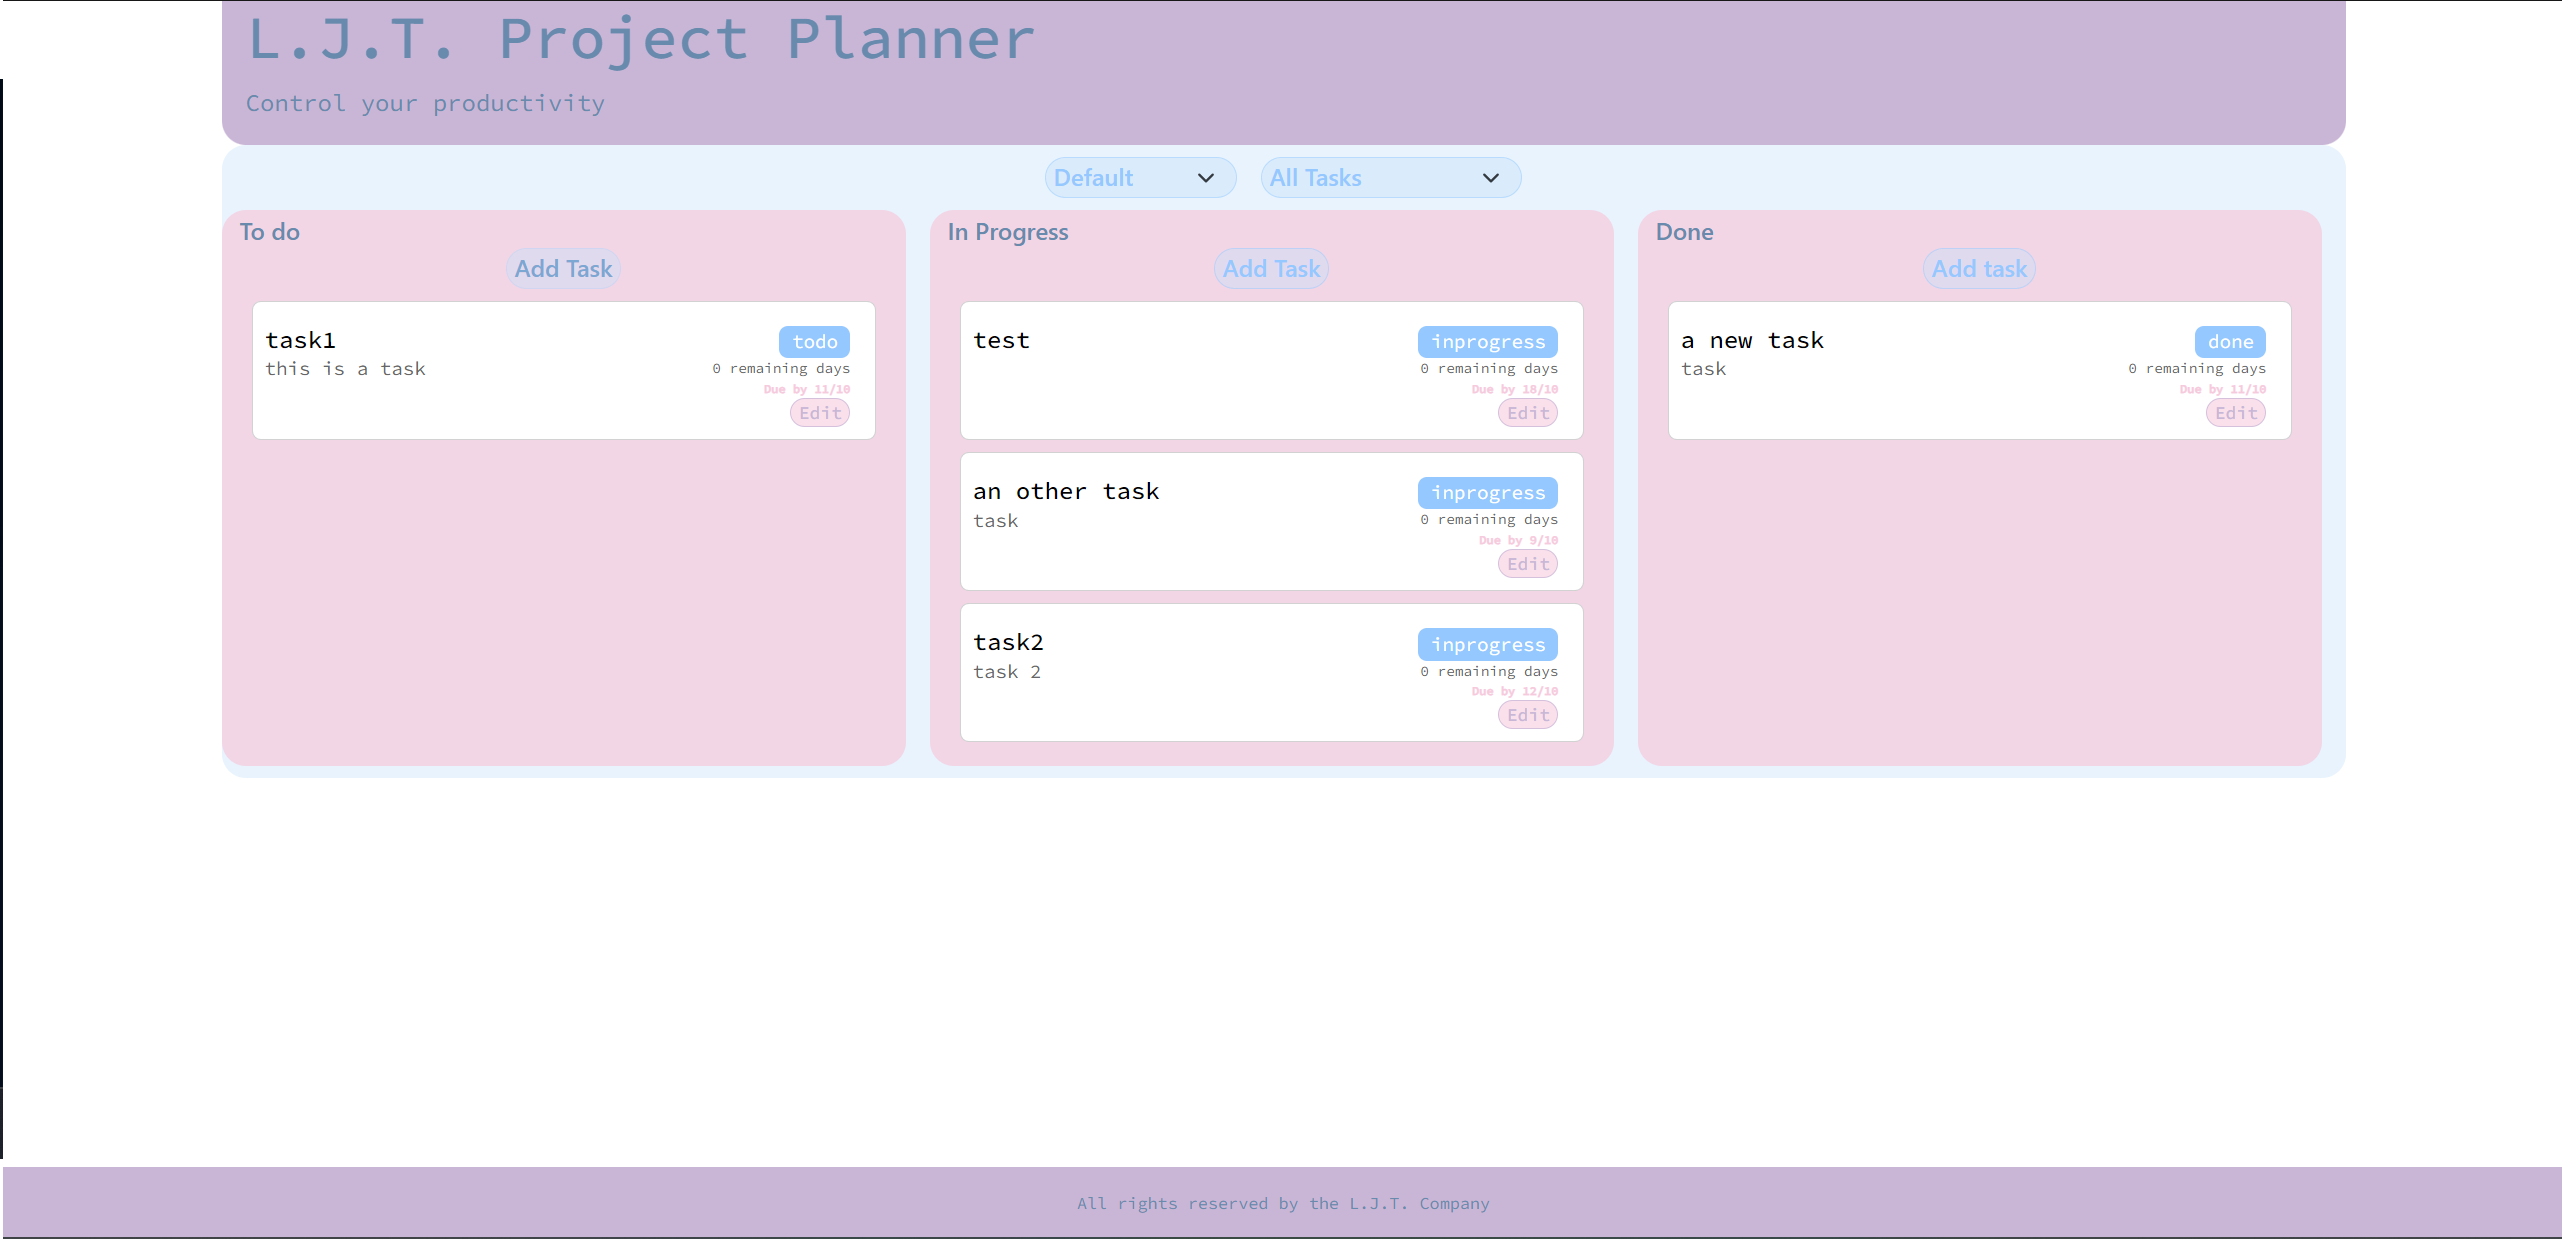 L.J.T. Project Planner
Control your productivity
Default
All Tasks
To do
Add Task
task1
todo
this is a task
0 remaining days
Due by 11/10
Edit
In Progress
Add Task
test
inprogress
0 remaining days
Due by 18/10
Edit
an other task
inprogress
task
0 remaining days
Due by 9/10
Edit
task2
inprogress
task 2
0 remaining days
Due by 12/10
Edit
Done
Add task
a new task
done
task
0 remaining days
Due by 11/10
Edit
All rights reserved by the L.J.T. Company